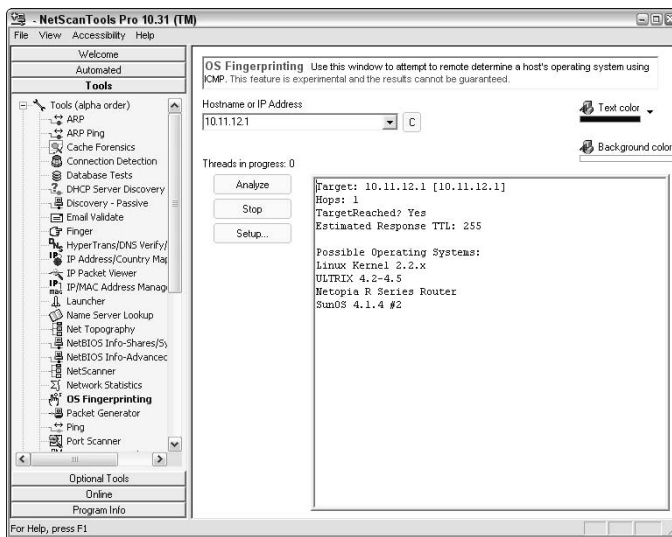 - NetScanTools Pro 10.31 (TM)
File View Accessibility Help
Welcome
Automated
Tools
Tools (alpha order)
ARP
ARP Ping
Cache Forensics
Connection Detection
Database Tests
DHCP Server Discovery
Discovery - Passive
Email Validate
Finger
HyperTrans/DNS Verify/
IP Address/Country Map
IP Packet Viewer
IP/MAC Address Manag
Launcher
Name Server Lookup
Net Topography
NetBIOS Info-Shares/Sy
NetBIOS Info-Advanced
NetScanner
Network Statistics
OS Fingerprinting
Packet Generator
Ping
Port Scanner
Optional Tools
Online
Program Info
OS Fingerprinting Use this window to attempt to remote determine a host's operating system using
ICMP. This feature is experimental and the results cannot be guaranteed.
Hostname or IP Address
10.11.12.1
C
Text color
Background color
Threads in progress: 0
Analyze
Stop
Setup...
Target: 10.11.12.1 [10.11.12.1]
Hops: 1
TargetReached? Yes
Estimated Response TTL: 255
Possible Operating Systems:
Linux Kernel 2.2.x
ULTRIX 4.2-4.5
Netopia R Series Router
SunOS 4.1.4 #2
For Help, press F1